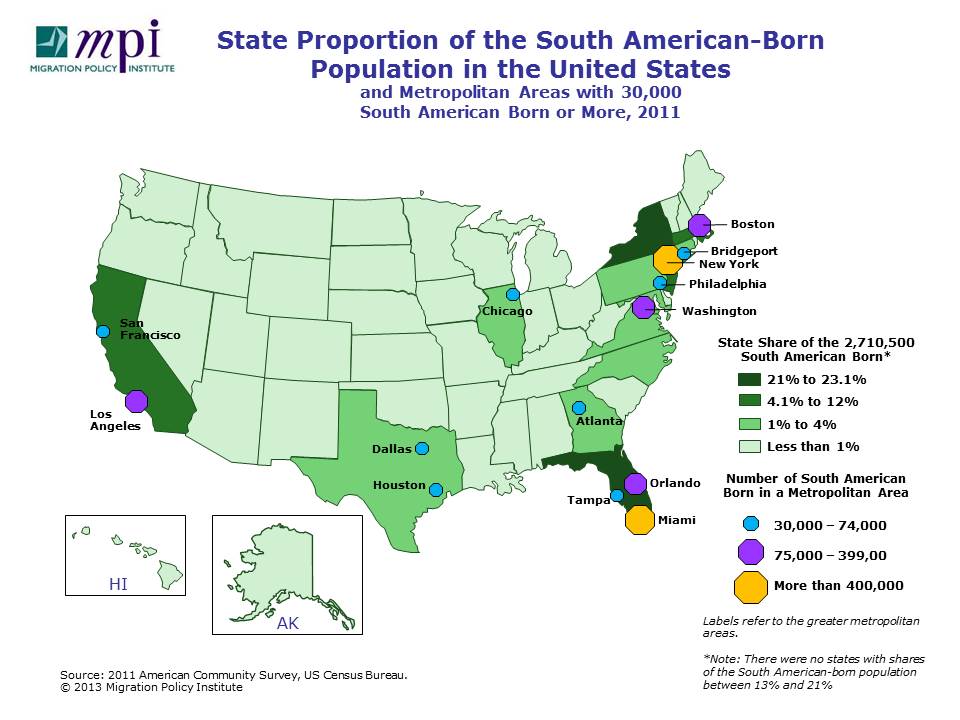 mpi
MIGRATION POLICY
INSTITUTE
State Proportion of the South American-Born
Population in the United States
and Metropolitan Areas with 30,000
South American Born or More, 2011
Boston
Bridgeport
New York
Philadelphia
Washington
Chicago
San
Francisco
Los
Angeles
Atlanta
Dallas
Houston
Orlando
Tampa
Miami
HI
AK
State Share of the 2,710,500
South American Born*
21% to 23.1%
4.1% to 12%
1% to 4%
Less than 1%
Number of South American
Born in a Metropolitan Area
30,000 – 74,000
75,000 – 399,00
More than 400,000
Labels refer to the greater metropolitan
areas.
*Note: There were no states with shares
of the South American-born population
between 13% and 21%
Source: 2011 American Community Survey, US Census Bureau.
© 2013 Migration Policy Institute